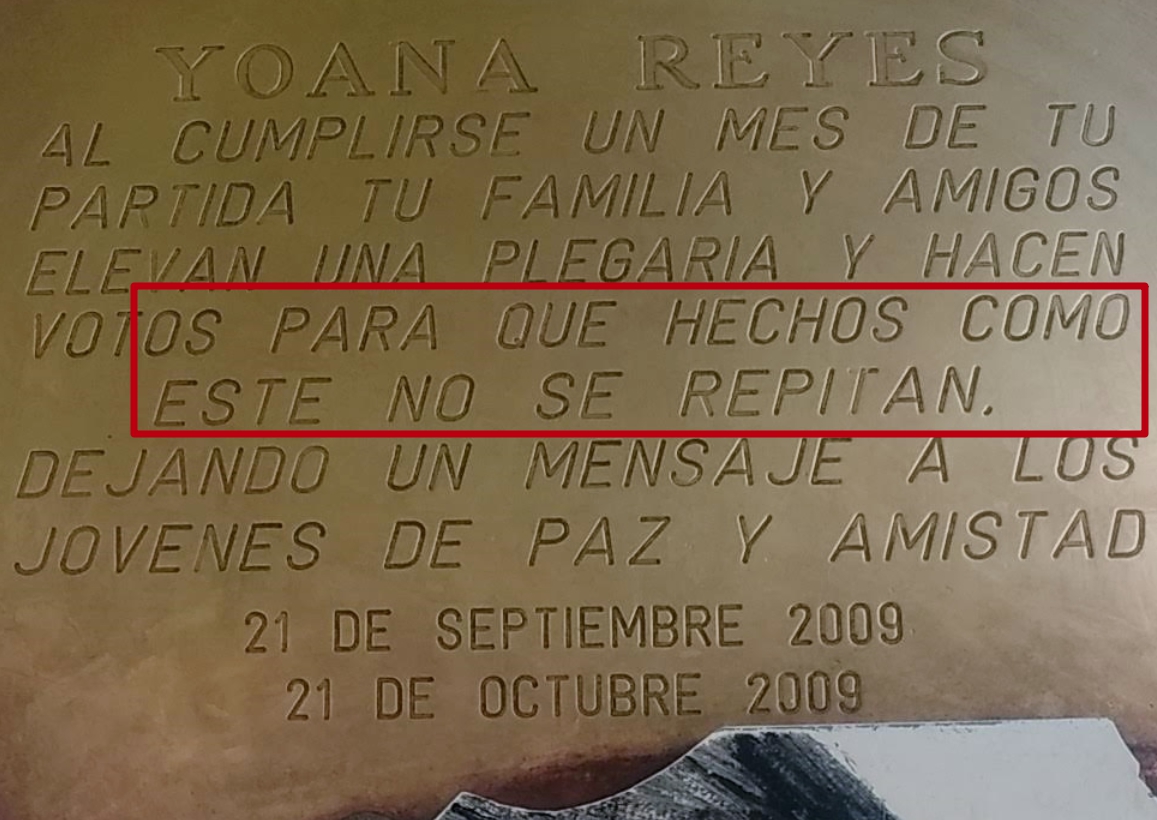 YOANA REYES
AL CUMPLIRSE UN MES DE TU
PARTIDA TU FAMILIA Y AMIGOS
ELEVAN UNA PLEGARIA Y HACEN
VOTOS PARA QUE HECHOS COMO
ESTE NO SE REPITAN.
DEJANDO UN MENSAJE A LOS
JOVENES DE PAZ Y AMISTAD
21 DE SEPTIEMBRE 2009
21 DE OCTUBRE 2009